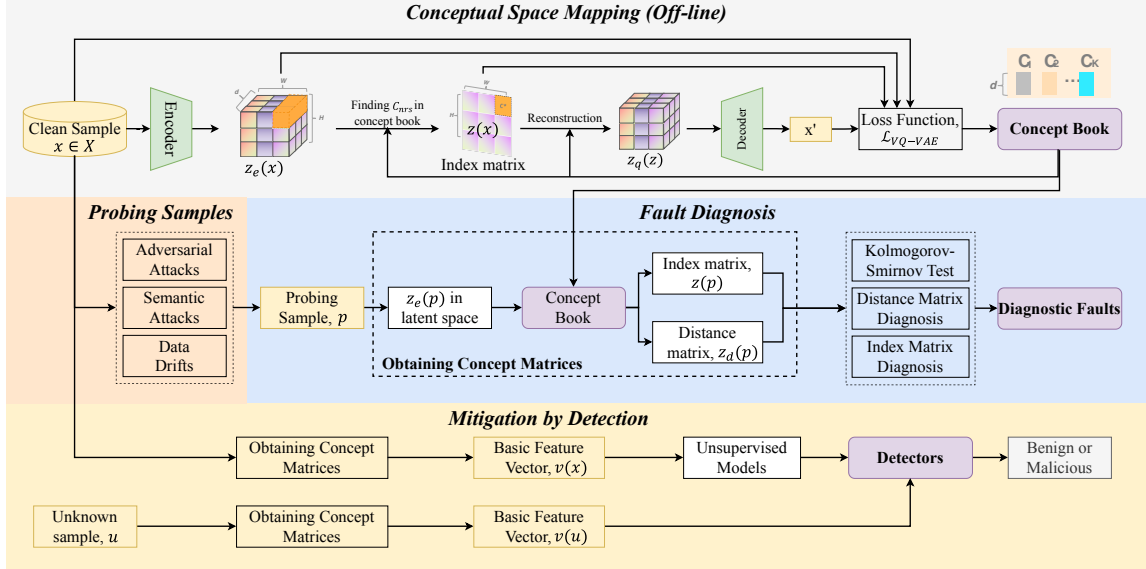 Conceptual Space Mapping (Off-line)
Clean Sample
x ∈ X
Encoder
d
W
H
z_e(x)
Finding C_nrs in
concept book
W
H
C*
z(x)
Index matrix
Reconstruction
z_q(z)
Decoder
x'
Loss Function,
ℒ_VQ−VAE
d
C_1 C_2 ... C_K
Concept Book
Probing Samples
Adversarial
Attacks
Semantic
Attacks
Data
Drifts
Fault Diagnosis
Probing
Sample, p
z_e(p) in
latent space
Concept
Book
Index matrix,
z(p)
Distance
matrix, z_d(p)
Obtaining Concept Matrices
Kolmogorov-
Smirnov Test
Distance Matrix
Diagnosis
Index Matrix
Diagnosis
Diagnostic Faults
Mitigation by Detection
Obtaining Concept
Matrices
Basic Feature
Vector, v(x)
Unsupervised
Models
Detectors
Benign or
Malicious
Unknown
sample, u
Obtaining Concept
Matrices
Basic Feature
Vector, v(u)